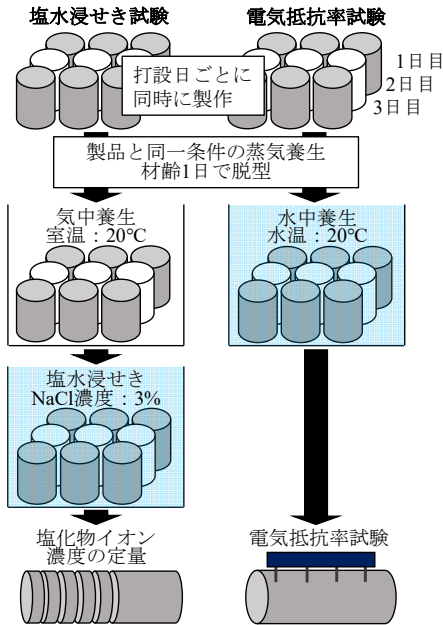 塩水浸せき試験
電気抵抗率試験
打設日ごとに
同時に製作
1日目
2日目
3日目
製品と同一条件の蒸気養生
材齢1日で脱型
気中養生
室温：20℃
水中養生
水温：20℃
塩水浸せき
NaCl濃度：3%
塩化物イオン
濃度の定量
電気抵抗率試験